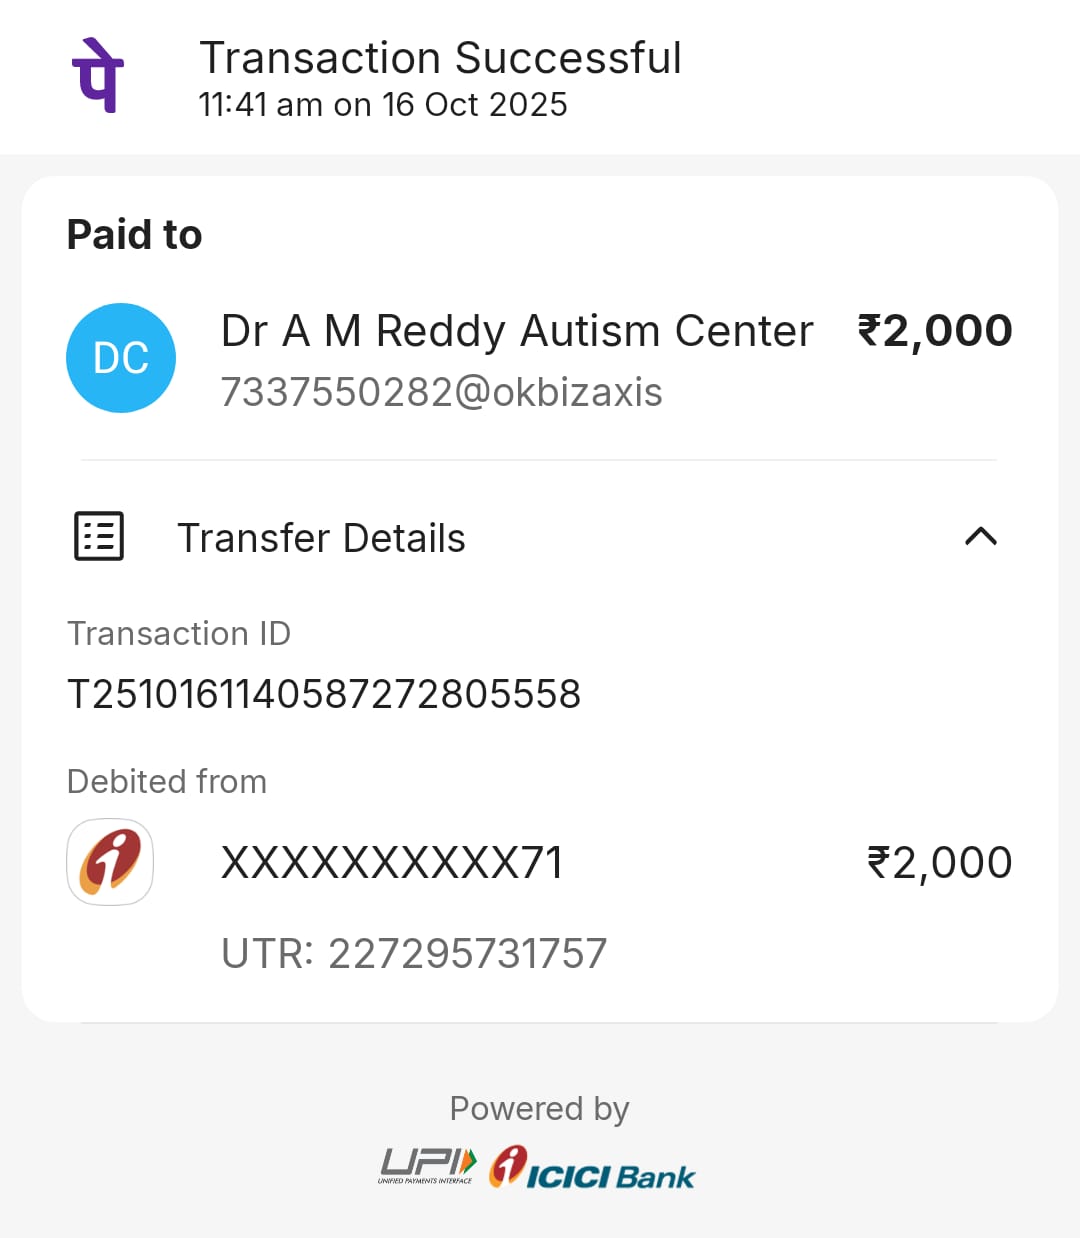 पे
Transaction Successful
11:41 am on 16 Oct 2025
Paid to
DC
Dr A M Reddy Autism Center ₹2,000
7337550282@okbizaxis
Transfer Details
Transaction ID
T2510161140587272805558
Debited from
XXXXXXXXXX71 ₹2,000
UTR: 227295731757
Powered by
UPI ICICI Bank
UNIFIED PAYMENTS INTERFACE